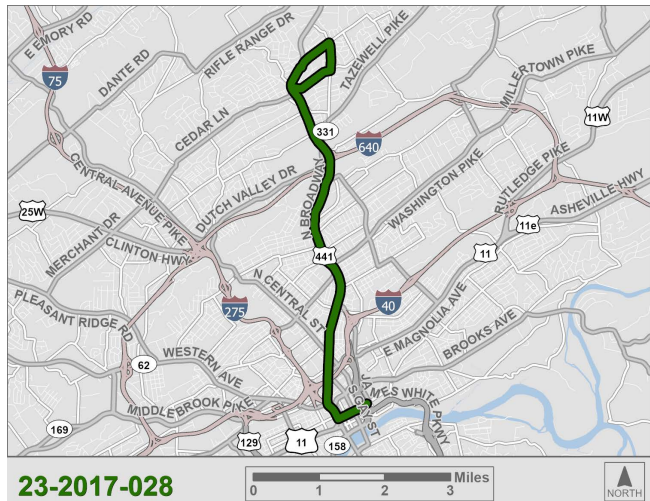 E EMORY RD
RIFLE RANGE DR
TAZEWELL PIKE
DANTE RD
MILLERTOWN PIKE
75
CEDAR LN
331
11W
640
CENTRAL AVENUE PIKE
DUTCH VALLEY DR
N BROADWAY
WASHINGTON PIKE
RUTLEDGE PIKE
ASHEVILLE HWY
25W
MERCHANT DR
CLINTON HWY
11e
441
11
N CENTRAL ST
275
40
PLEASANT RIDGE RD
E MAGNOLIA AVE
BROOKS AVE
62
WESTERN AVE
MIDDLEBROOK PIKE
JAMES WHITE PKWY
S GAY ST
169
129
11
158
23-2017-028
Miles
0 1 2 3
NORTH